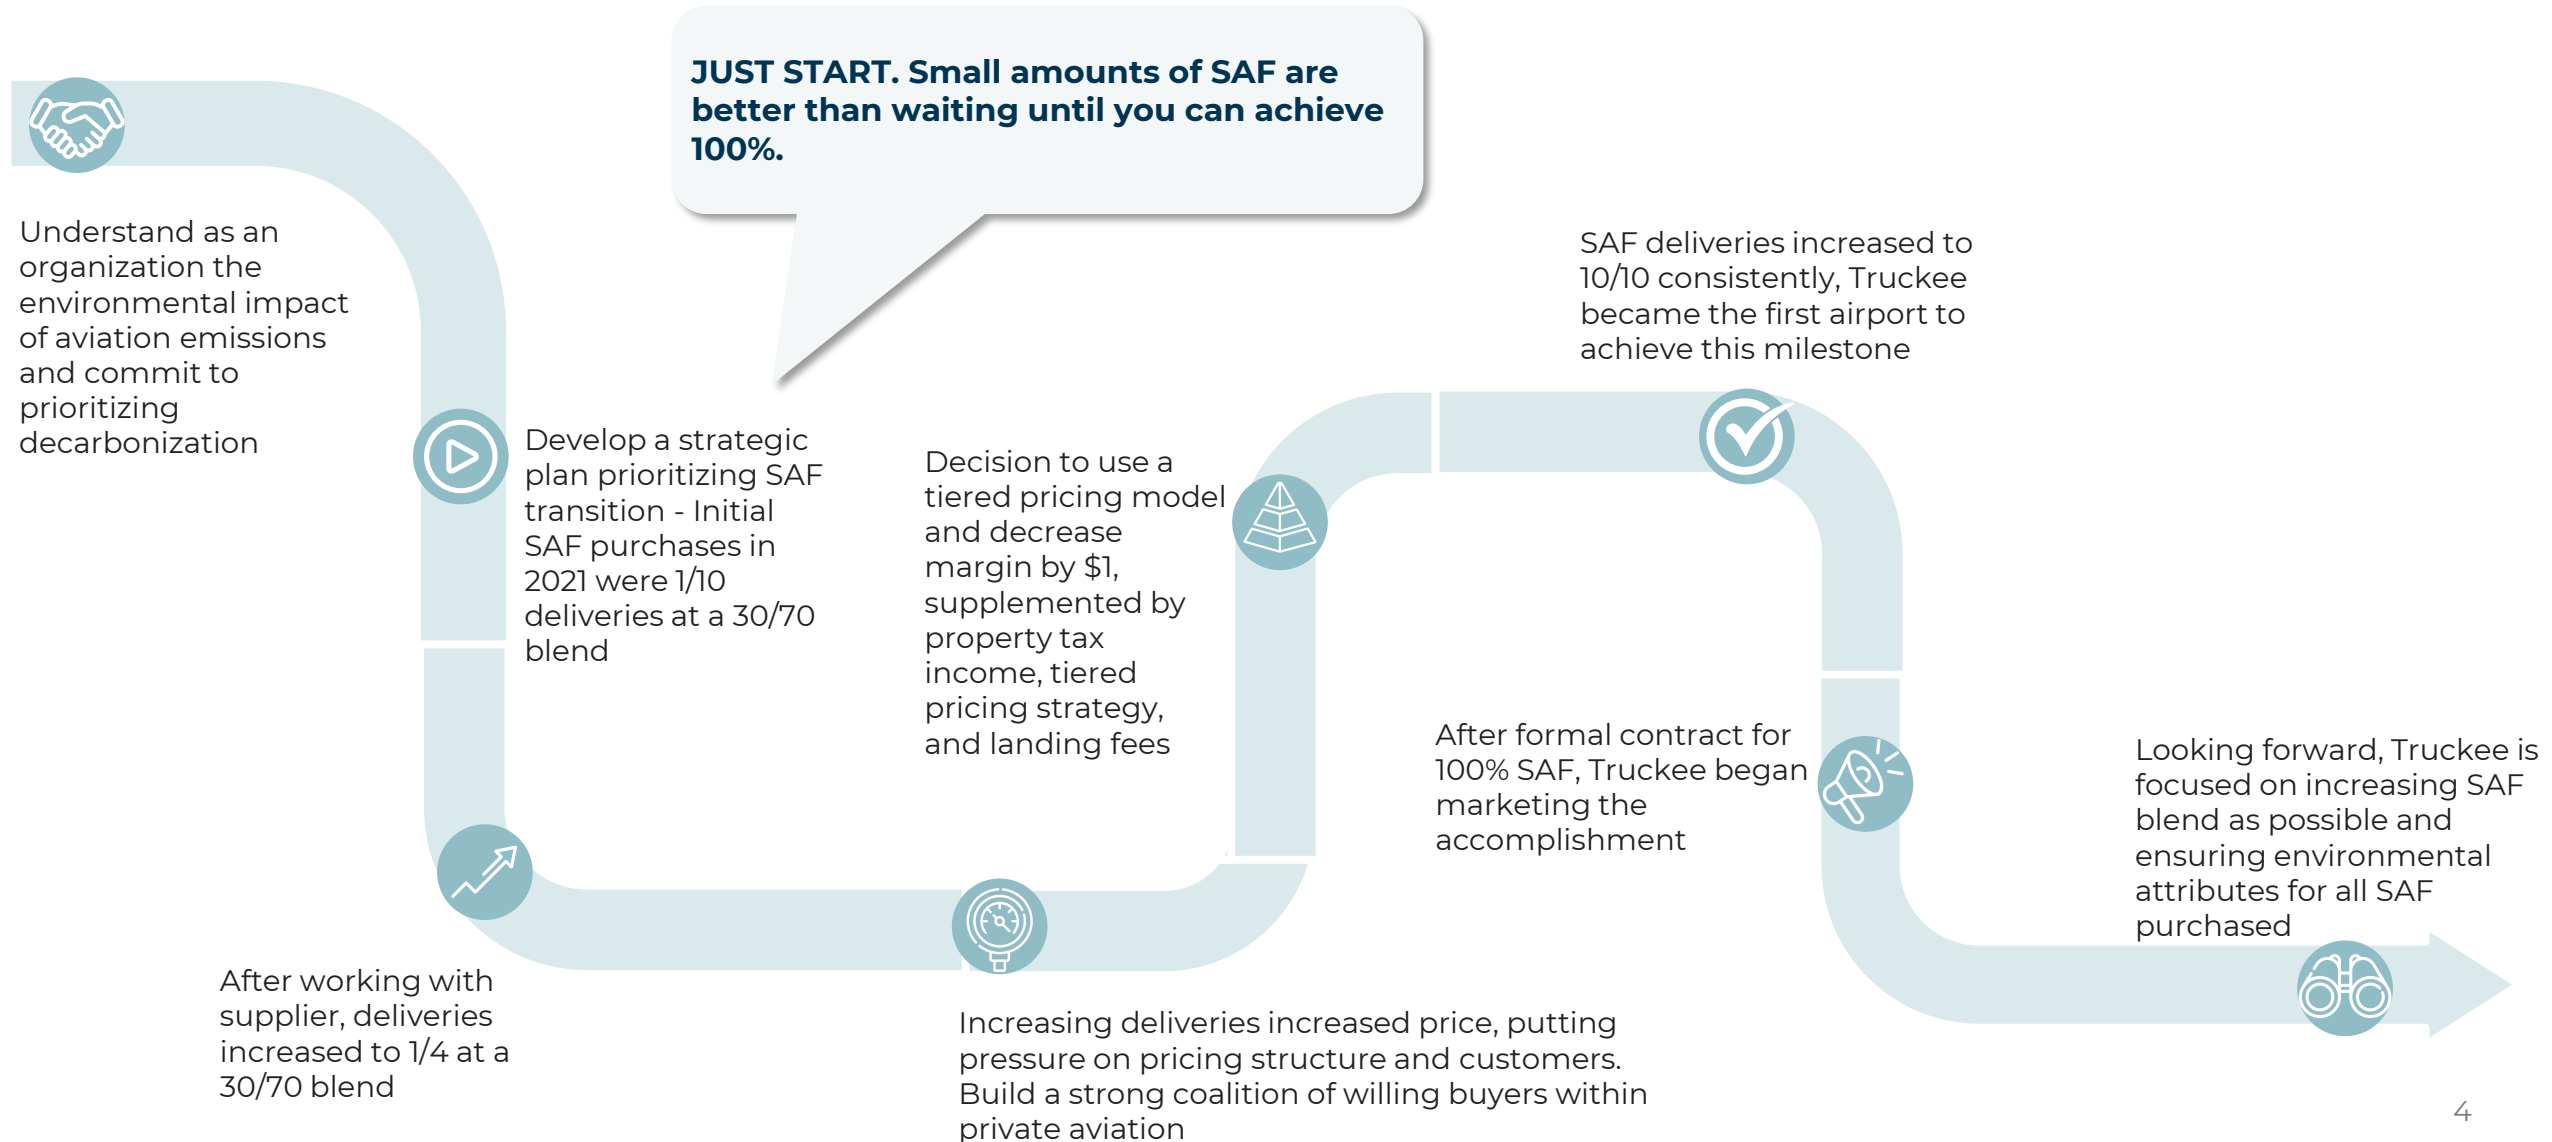 JUST START. Small amounts of SAF are
better than waiting until you can achieve
100%.
Understand as an
organization the
environmental impact
of aviation emissions
and commit to
prioritizing
decarbonization
Develop a strategic
plan prioritizing SAF
transition - Initial
SAF purchases in
2021 were 1/10
deliveries at a 30/70
blend
After working with
supplier, deliveries
increased to 1/4 at a
30/70 blend
Increasing deliveries increased price, putting
pressure on pricing structure and customers.
Build a strong coalition of willing buyers within
private aviation
Decision to use a
tiered pricing model
and decrease
margin by $1,
supplemented by
property tax
income, tiered
pricing strategy,
and landing fees
SAF deliveries increased to
10/10 consistently, Truckee
became the first airport to
achieve this milestone
After formal contract for
100% SAF, Truckee began
marketing the
accomplishment
Looking forward, Truckee is
focused on increasing SAF
blend as possible and
ensuring environmental
attributes for all SAF
purchased
4